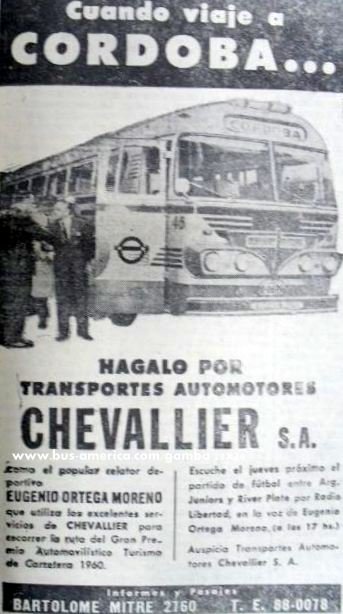 Cuando viaje a
CORDOBA...
CORDOBA
45
HAGALO POR
TRANSPORTES AUTOMOTORES
CHEVALLIER S.A.
www.bus-america.com/gamba
como el popular relator de-
portivo
EUGENIO ORTEGA MORENO
que utiliza los excelentes ser-
vicios de CHEVALLIER para
escorrer la ruta del Gran Pre-
mio Automovilístico Turismo
de Carretera 1960.
Escuche el jueves próximo el
partido de fútbol entre Arg.
Juniors y River Plate por Radio
Libertad, en la voz de Eugenio
Ortega Moreno, (a las 17 hs.)
Auspicia Transportes Automo-
tores Chevallier S. A.
Informes y Pasajes
BARTOLOME MITRE 2760 T. E. 88-0078